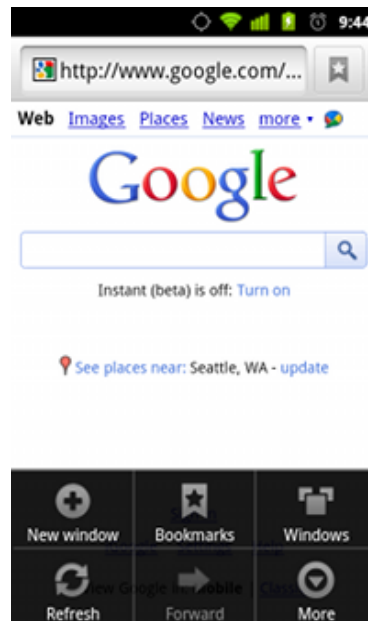 9:44
http://www.google.com/...
Web Images Places News more
Google
Instant (beta) is off: Turn on
See places near: Seattle, WA - update
New window Bookmarks Windows
Refresh Forward More